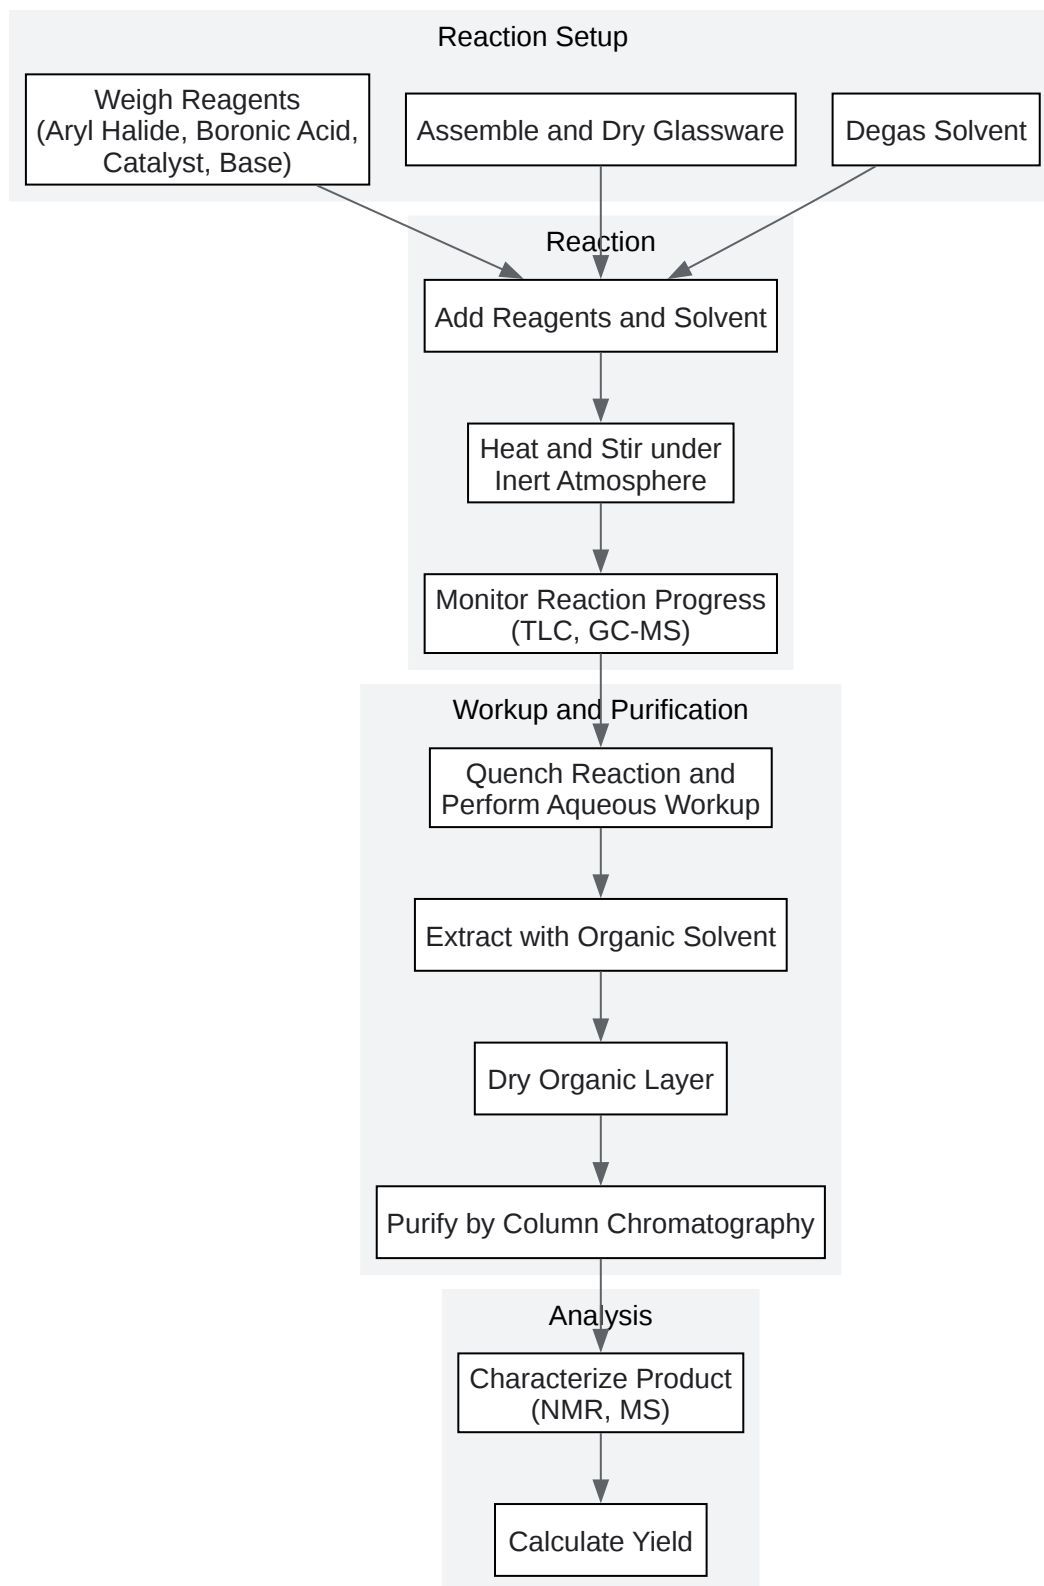 Reaction Setup
Weigh Reagents
(Aryl Halide, Boronic Acid,
Catalyst, Base)
Assemble and Dry Glassware
Degas Solvent
Reaction
Add Reagents and Solvent
Heat and Stir under
Inert Atmosphere
Monitor Reaction Progress
(TLC, GC-MS)
Workup and Purification
Quench Reaction and
Perform Aqueous Workup
Extract with Organic Solvent
Dry Organic Layer
Purify by Column Chromatography
Analysis
Characterize Product
(NMR, MS)
Calculate Yield